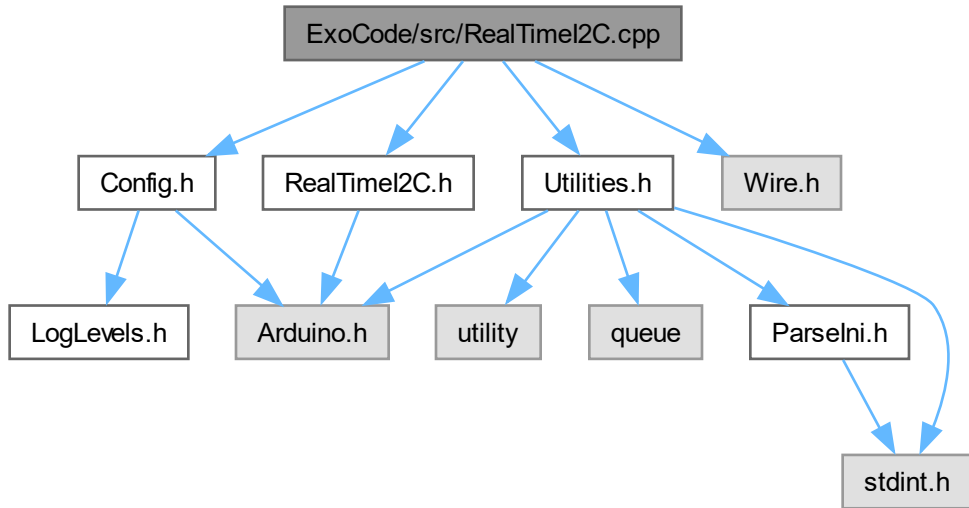 ExoCode/src/RealTimeI2C.cpp
Config.h
RealTimeI2C.h
Utilities.h
Wire.h
LogLevels.h
Arduino.h
utility
queue
ParseIni.h
stdint.h